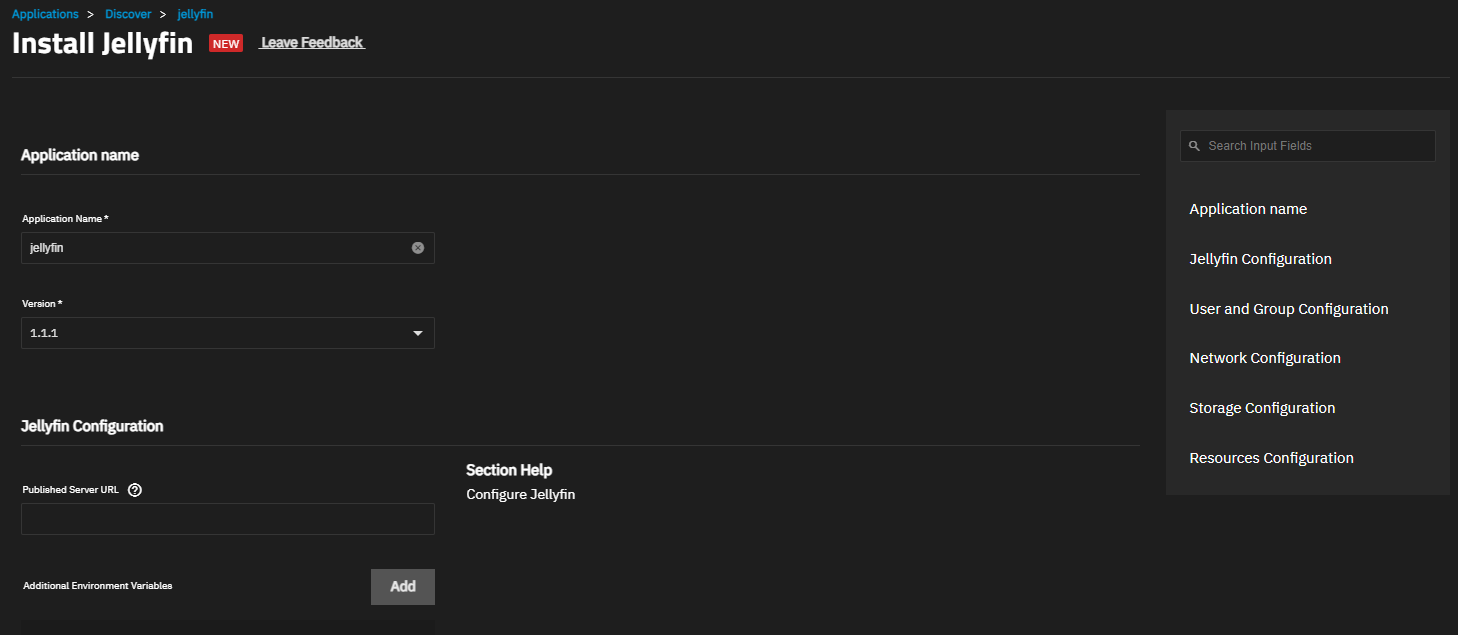 Applications > Discover > jellyfin
Install Jellyfin NEW Leave Feedback
Application name
Application Name *
jellyfin
Version *
1.1.1
Jellyfin Configuration
Published Server URL ?
Section Help
Configure Jellyfin
Additional Environment Variables Add
Search Input Fields
Application name
Jellyfin Configuration
User and Group Configuration
Network Configuration
Storage Configuration
Resources Configuration